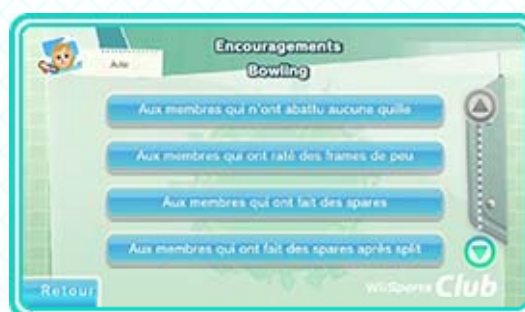 Encouragements
Bowling
Aux membres qui n'ont abattu aucune quille
Aux membres qui ont raté des frames de peu
Aux membres qui ont fait des spares
Aux membres qui ont fait des spares après split
Retour
Wii Sports Club